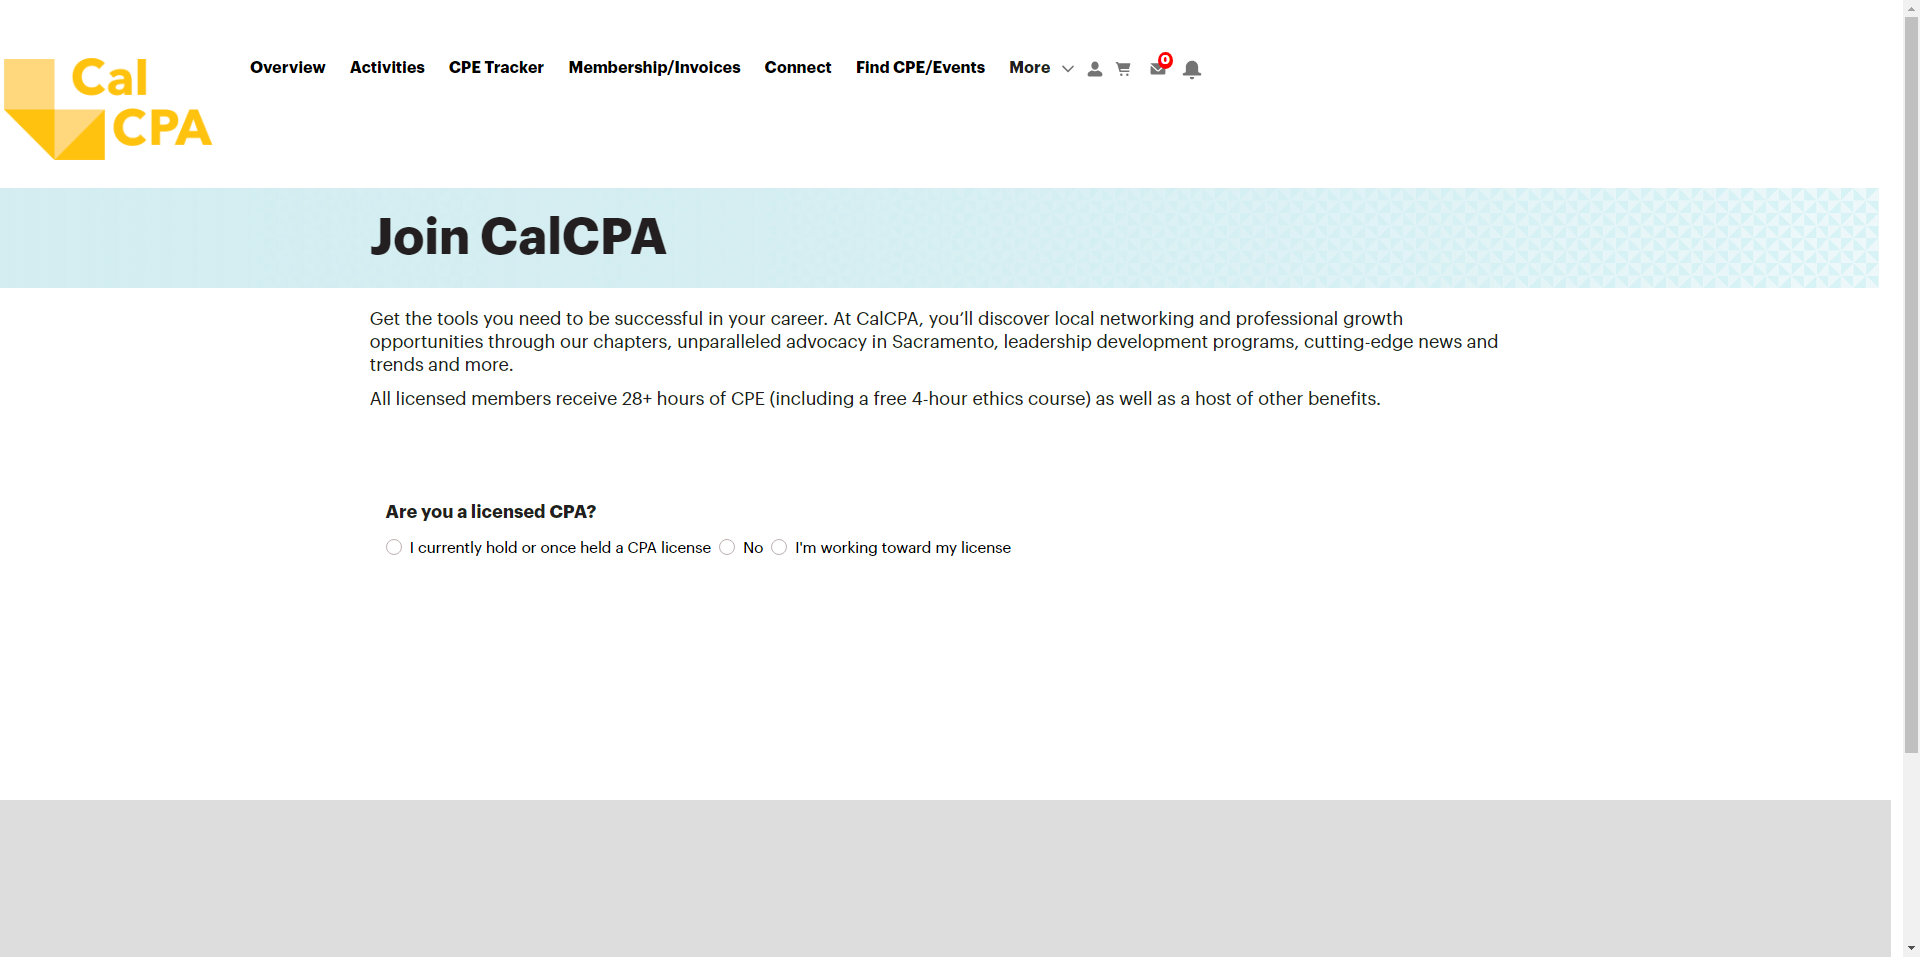 Cal
CPA
Overview Activities CPE Tracker Membership/Invoices Connect Find CPE/Events More 0
Join CalCPA
Get the tools you need to be successful in your career. At CalCPA, you’ll discover local networking and professional growth
opportunities through our chapters, unparalleled advocacy in Sacramento, leadership development programs, cutting-edge news and
trends and more.
All licensed members receive 28+ hours of CPE (including a free 4-hour ethics course) as well as a host of other benefits.
Are you a licensed CPA?
I currently hold or once held a CPA license No I'm working toward my license